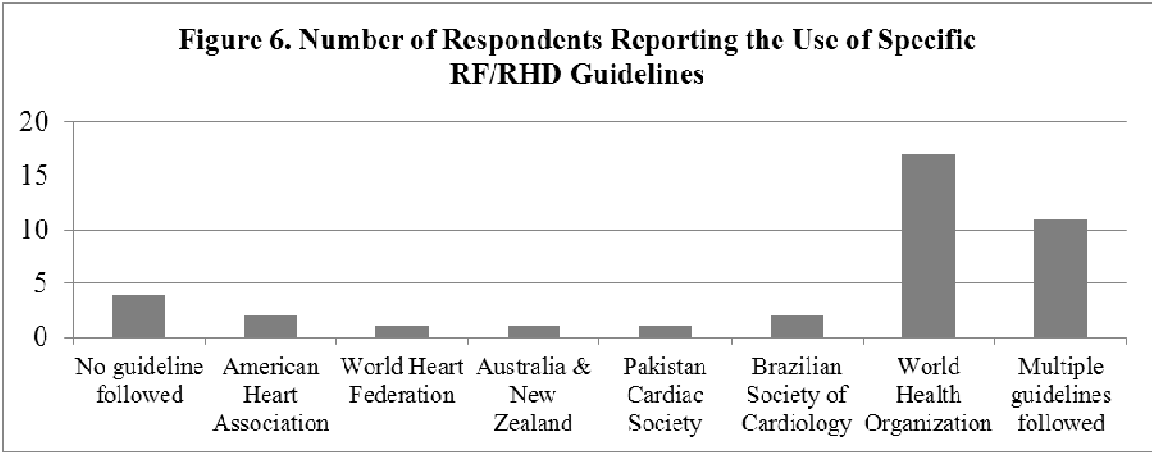 Figure 6. Number of Respondents Reporting the Use of Specific
RF/RHD Guidelines
20
15
10
5
0
No guideline
followed
American
Heart
Association
World Heart
Federation
Australia &
New
Zealand
Pakistan
Cardiac
Society
Brazilian
Society of
Cardiology
World
Health
Organization
Multiple
guidelines
followed